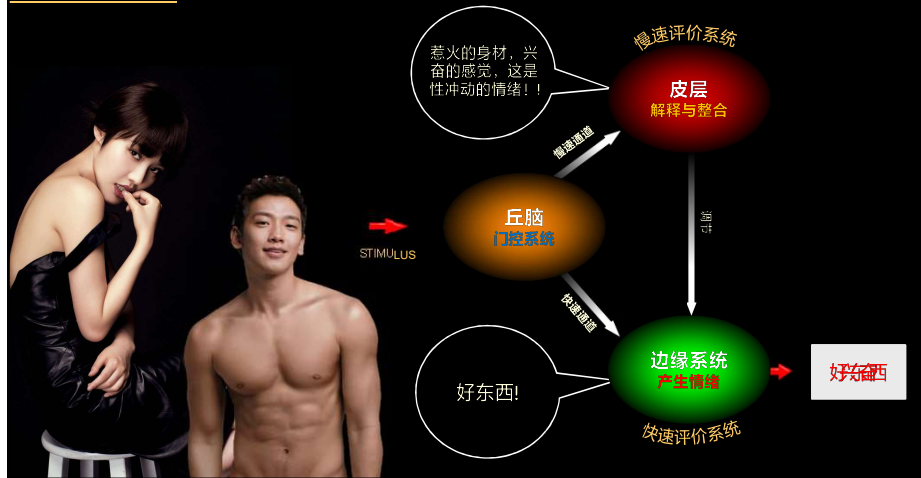 慢速评价系统
惹火的身材，兴
奋的感觉，这是
性冲动的情绪！！
皮层
解释与整合
慢速通道
丘脑
门控系统
调节
STIMULUS
快速通道
边缘系统
产生情绪
好东西!
快速评价系统
好东西